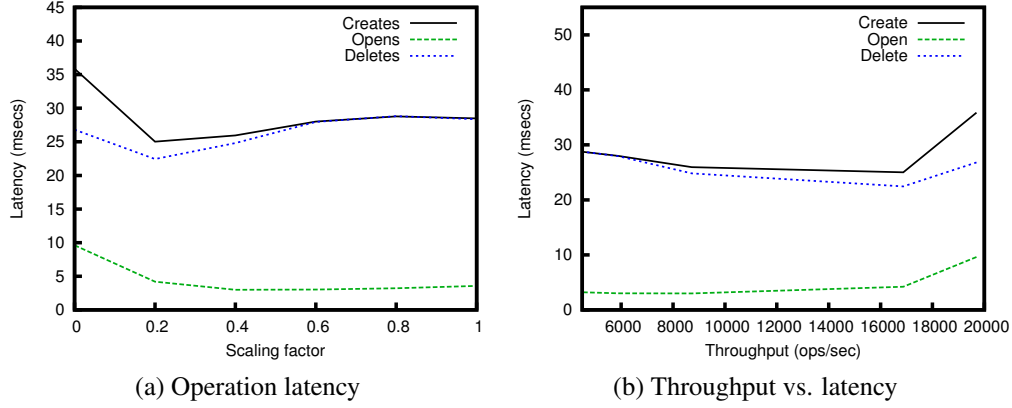 45
40
35
30
25
20
15
10
5
0
Latency (msecs)
Creates
Opens
Deletes
0 0.2 0.4 0.6 0.8 1
Scaling factor
(a) Operation latency
50
40
30
20
10
0
Latency (msecs)
Create
Open
Delete
6000 8000 10000 12000 14000 16000 18000 20000
Throughput (ops/sec)
(b) Throughput vs. latency